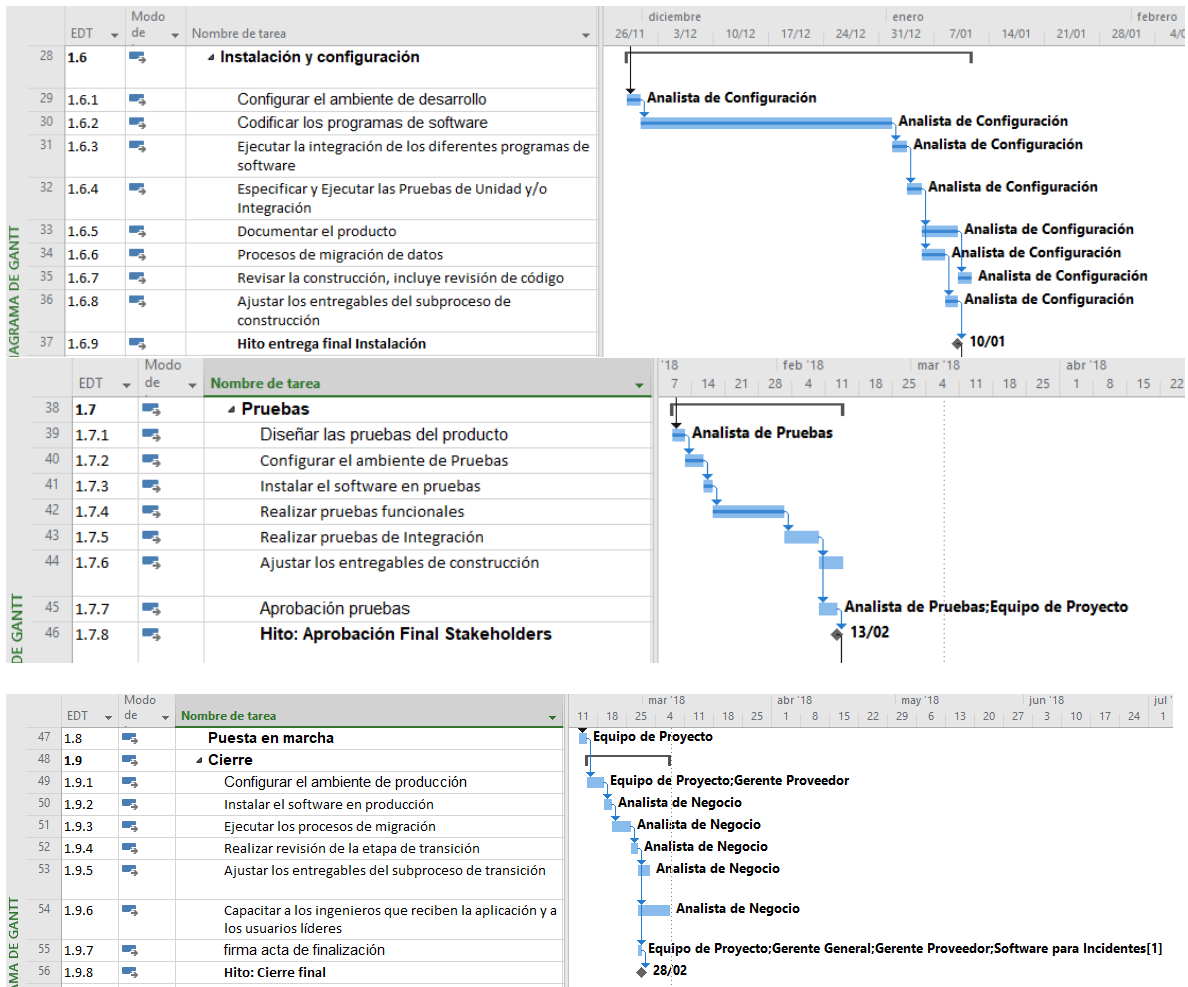 Modo
EDT de Nombre de tarea
diciembre enero febrero
26/11 3/12 10/12 17/12 24/12 31/12 7/01 14/01 21/01 28/01
28 1.6 Instalación y configuración
29 1.6.1 Configurar el ambiente de desarrollo Analista de Configuración
30 1.6.2 Codificar los programas de software Analista de Configuración
31 1.6.3 Ejecutar la integración de los diferentes programas de Analista de Configuración
software
32 1.6.4 Especificar y Ejecutar las Pruebas de Unidad y/o Analista de Configuración
Integración
33 1.6.5 Documentar el producto Analista de Configuración
34 1.6.6 Procesos de migración de datos Analista de Configuración
35 1.6.7 Revisar la construcción, incluye revisión de código Analista de Configuración
36 1.6.8 Ajustar los entregables del subproceso de Analista de Configuración
construcción
37 1.6.9 Hito entrega final Instalación 10/01
IAGRAMA DE GANTT
Modo
EDT de Nombre de tarea
'18 feb '18 mar '18 abr '18
7 14 21 28 4 11 18 25 4 11 18 25 1 8 15 22
38 1.7 Pruebas
39 1.7.1 Diseñar las pruebas del producto Analista de Pruebas
40 1.7.2 Configurar el ambiente de Pruebas
41 1.7.3 Instalar el software en pruebas
42 1.7.4 Realizar pruebas funcionales
43 1.7.5 Realizar pruebas de Integración
44 1.7.6 Ajustar los entregables de construcción
45 1.7.7 Aprobación pruebas Analista de Pruebas;Equipo de Proyecto
46 1.7.8 Hito: Aprobación Final Stakeholders 13/02
DE GANTT
Modo
EDT de Nombre de tarea
mar '18 abr '18 may '18 jun '18 jul '
11 18 25 4 11 18 25 1 8 15 22 29 6 13 20 27 3 10 17 24 1
47 1.8 Puesta en marcha Equipo de Proyecto
48 1.9 Cierre
49 1.9.1 Configurar el ambiente de producción Equipo de Proyecto;Gerente Proveedor
50 1.9.2 Instalar el software en producción Analista de Negocio
51 1.9.3 Ejecutar los procesos de migración Analista de Negocio
52 1.9.4 Realizar revisión de la etapa de transición Analista de Negocio
53 1.9.5 Ajustar los entregables del subproceso de transición Analista de Negocio
54 1.9.6 Capacitar a los ingenieros que reciben la aplicación y a Analista de Negocio
los usuarios líderes
55 1.9.7 firma acta de finalización Equipo de Proyecto;Gerente General;Gerente Proveedor;Software para Incidentes[1]
56 1.9.8 Hito: Cierre final 28/02
MA DE GANTT